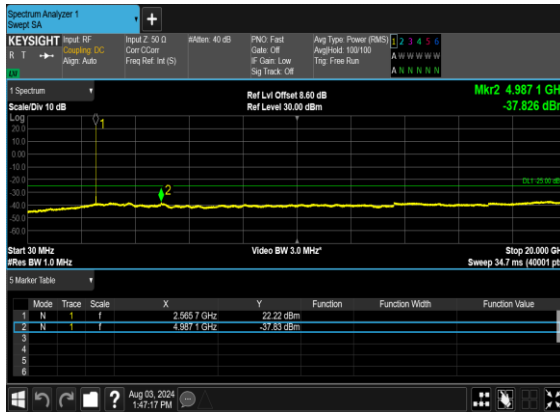 Spectrum Analyzer 1
Swept SA
+
KEYSIGHT Input: RF Input Z: 50 Ω #Atten: 40 dB PNO: Fast Avg Type: Power (RMS) 1 2 3 4 5 6
R T Coupling: DC Corr CCorr Gate: Off Avg|Hold: 100/100 A W W W W W
Align: Auto Freq Ref: Int (S) IF Gain: Low Trig: Free Run
Sig Track: Off A N N N N N
1 Spectrum Ref Lvl Offset 8.60 dB Mkr2 4.987 1 GH
Scale/Div 10 dB Ref Level 30.00 dBm -37.826 dBr
Log
20.0
10.0
0.00
-10.0
-20.0
DL1 -25.00 dB
-30.0
-40.0
-50.0
-60.0
1
2
Start 30 MHz Video BW 3.0 MHz* Stop 20.000 GH
#Res BW 1.0 MHz Sweep 34.7 ms (40001 pt
5 Marker Table
Mode Trace Scale X Y Function Function Width Function Value
1 N 1 f 2.565 7 GHz 22.22 dBm
2 N 1 f 4.987 1 GHz -37.83 dBm
3
4
5
6
? Aug 03, 2024
1:47:17 PM